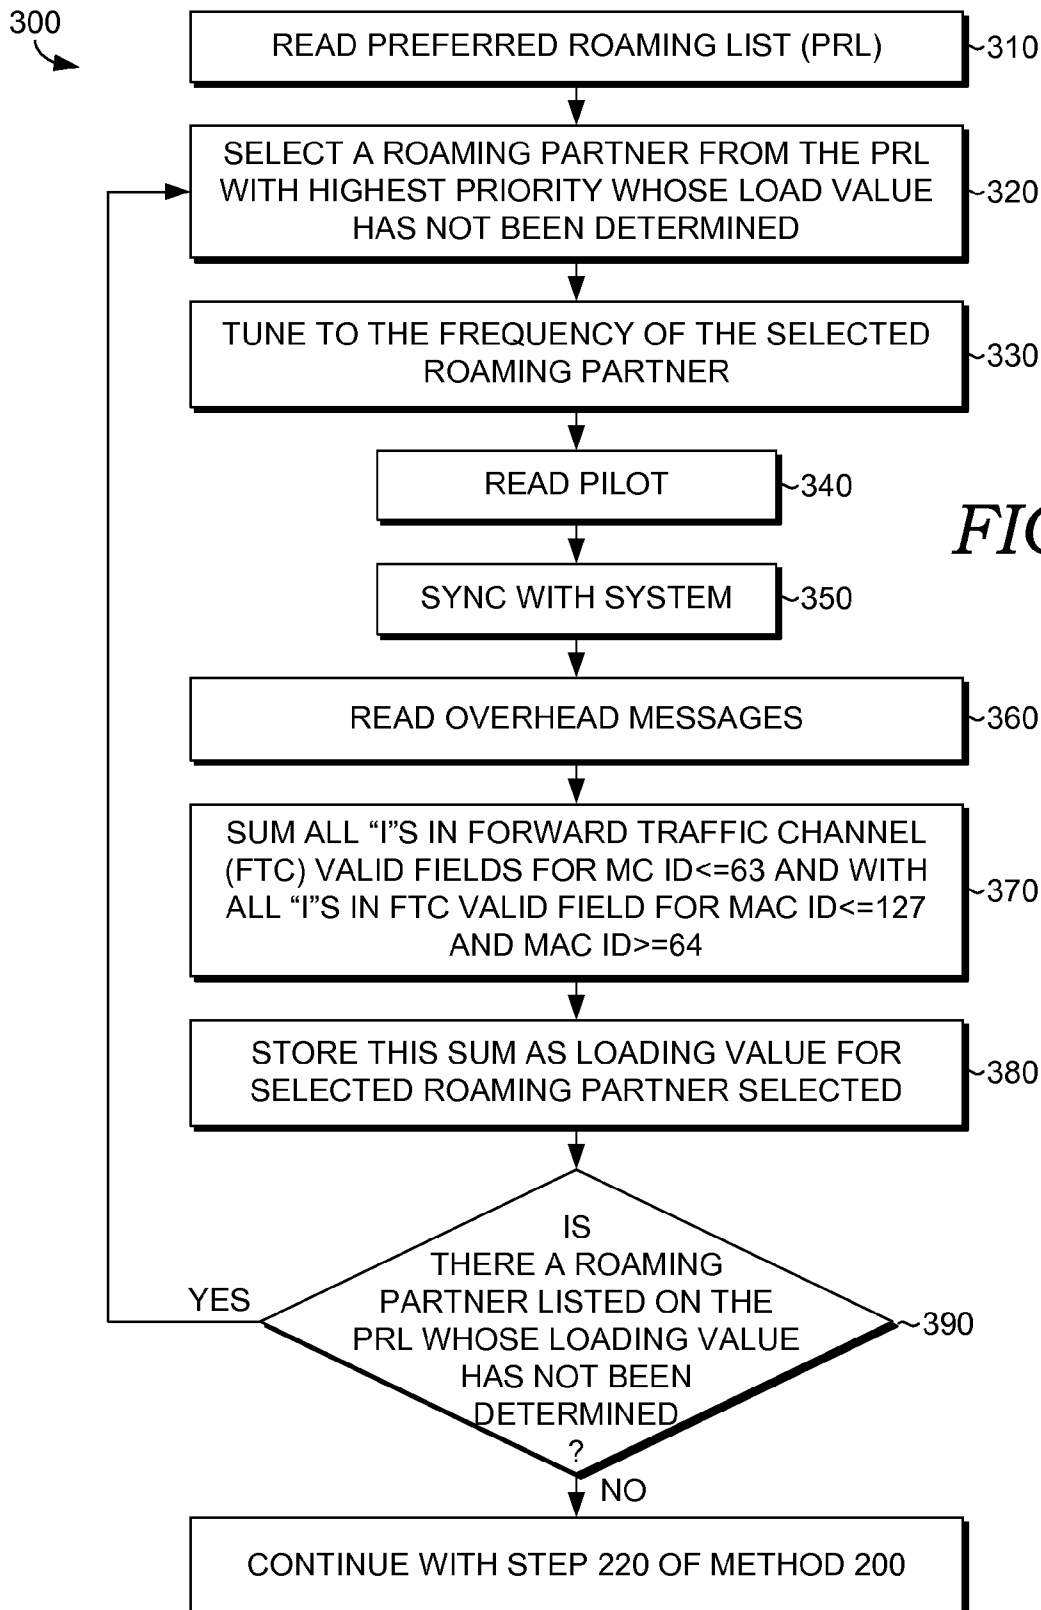 300
READ PREFERRED ROAMING LIST (PRL)
310
SELECT A ROAMING PARTNER FROM THE PRL
WITH HIGHEST PRIORITY WHOSE LOAD VALUE
HAS NOT BEEN DETERMINED
320
TUNE TO THE FREQUENCY OF THE SELECTED
ROAMING PARTNER
330
READ PILOT
340
FIG
SYNC WITH SYSTEM
350
READ OVERHEAD MESSAGES
360
SUM ALL “I”S IN FORWARD TRAFFIC CHANNEL
(FTC) VALID FIELDS FOR MC ID<=63 AND WITH
ALL “I”S IN FTC VALID FIELD FOR MAC ID<=127
AND MAC ID>=64
370
STORE THIS SUM AS LOADING VALUE FOR
SELECTED ROAMING PARTNER SELECTED
380
IS
THERE A ROAMING
PARTNER LISTED ON THE
PRL WHOSE LOADING VALUE
HAS NOT BEEN
DETERMINED
?
390
YES
NO
CONTINUE WITH STEP 220 OF METHOD 200